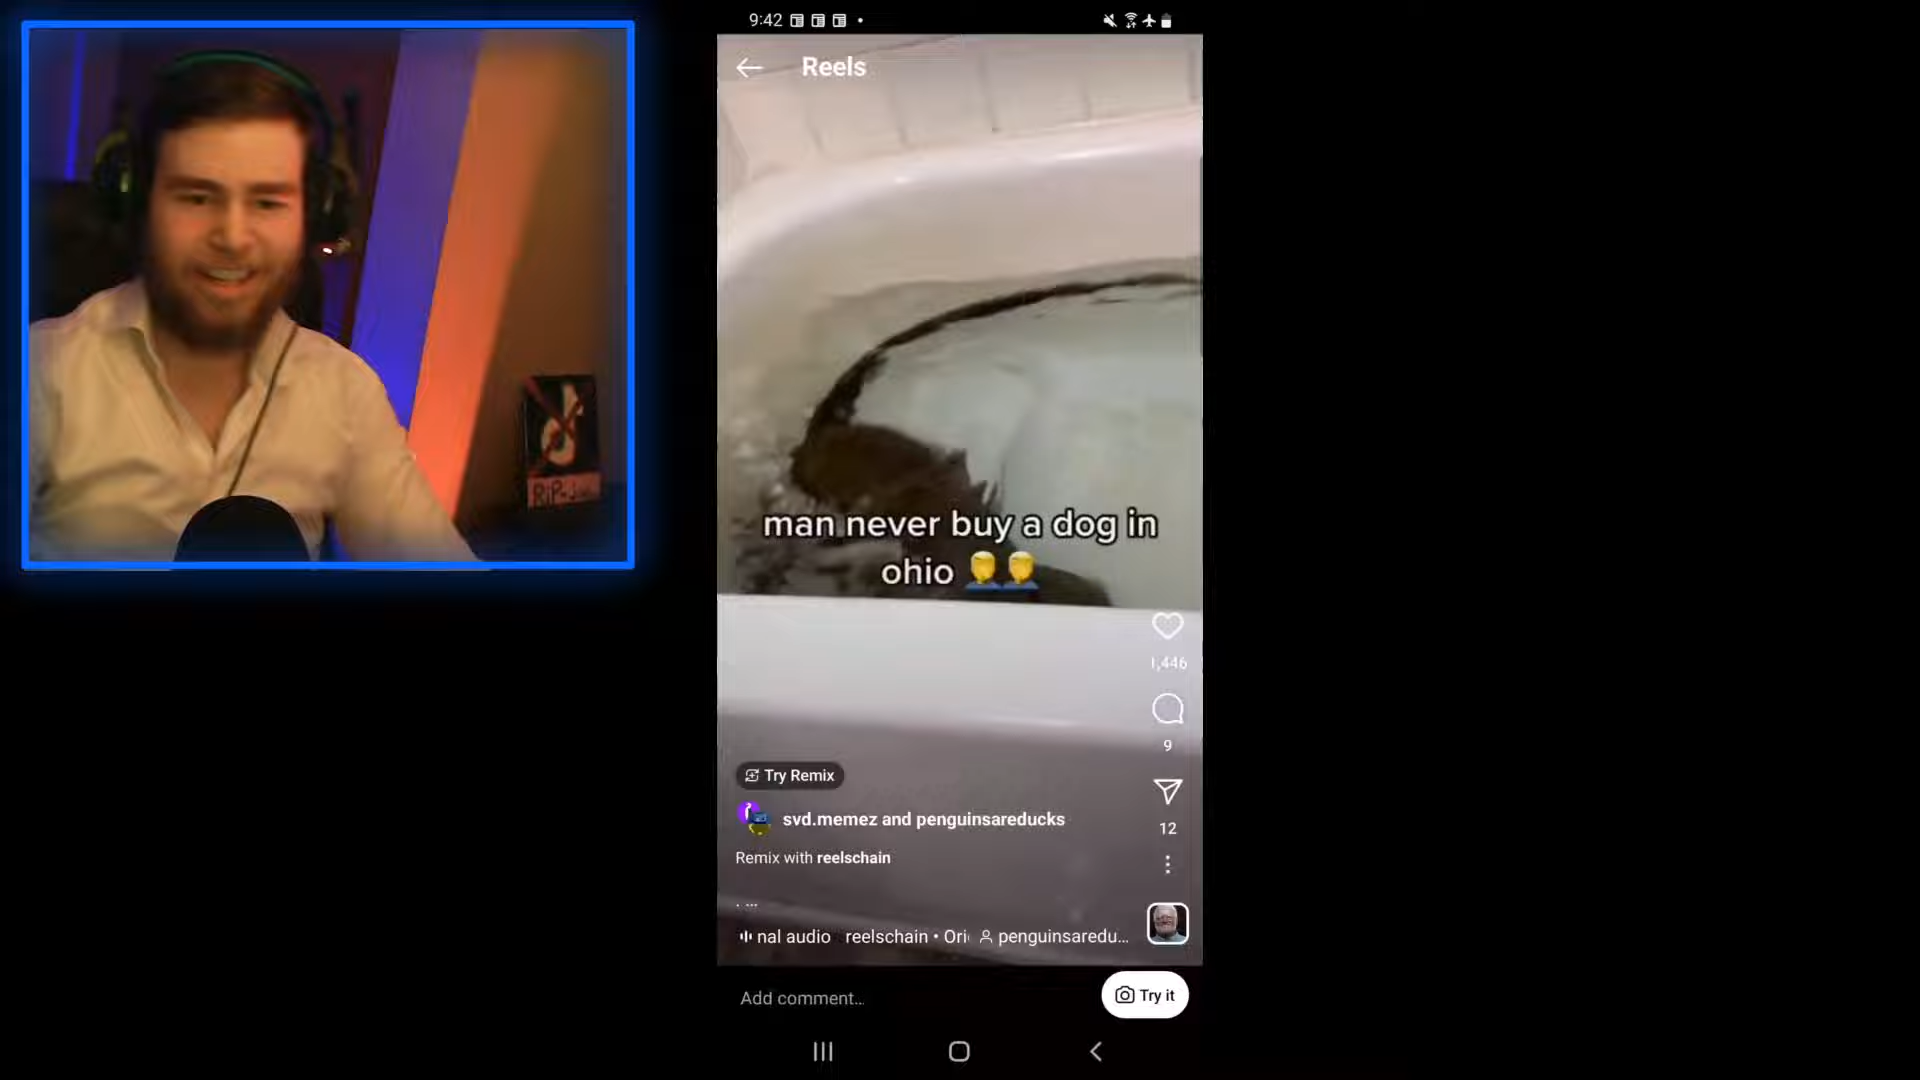 9:42
Reels
man never buy a dog in
ohio
1,446
9
Try Remix
svd.memez and penguinsareducks
12
Remix with reelschain
. ...
nal audio reelschain • Ori penguinsaredu...
Add comment...
Try it
RiP